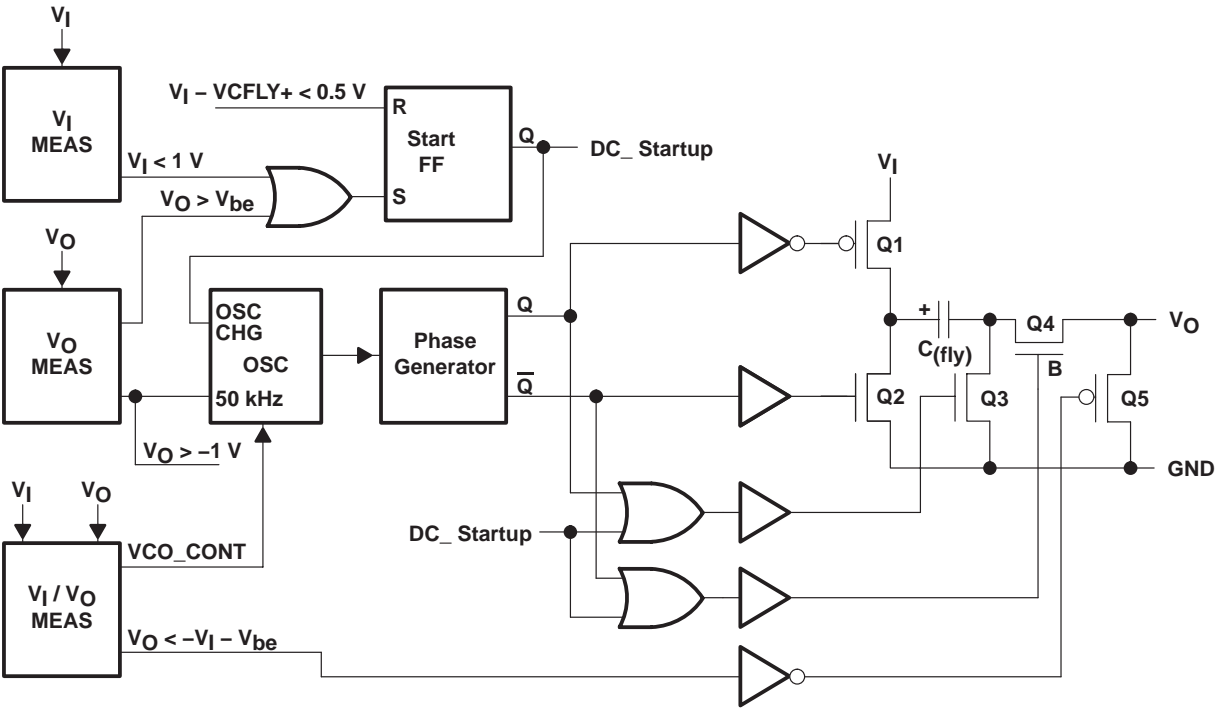 VI
VI
MEAS
VI – VCFLY+ < 0.5 V
R
Start
FF
Q
S
DC_ Startup
VI < 1 V
VO > Vbe
VO
VO
MEAS
OSC
CHG
OSC
50 kHz
VO > –1 V
Phase
Generator
Q
Q̅
VI
Q1
+
C(fly)
Q4
B
VO
Q2
Q3
Q5
GND
DC_ Startup
VI
VO
VI / VO
MEAS
VCO_CONT
VO < –VI – Vbe